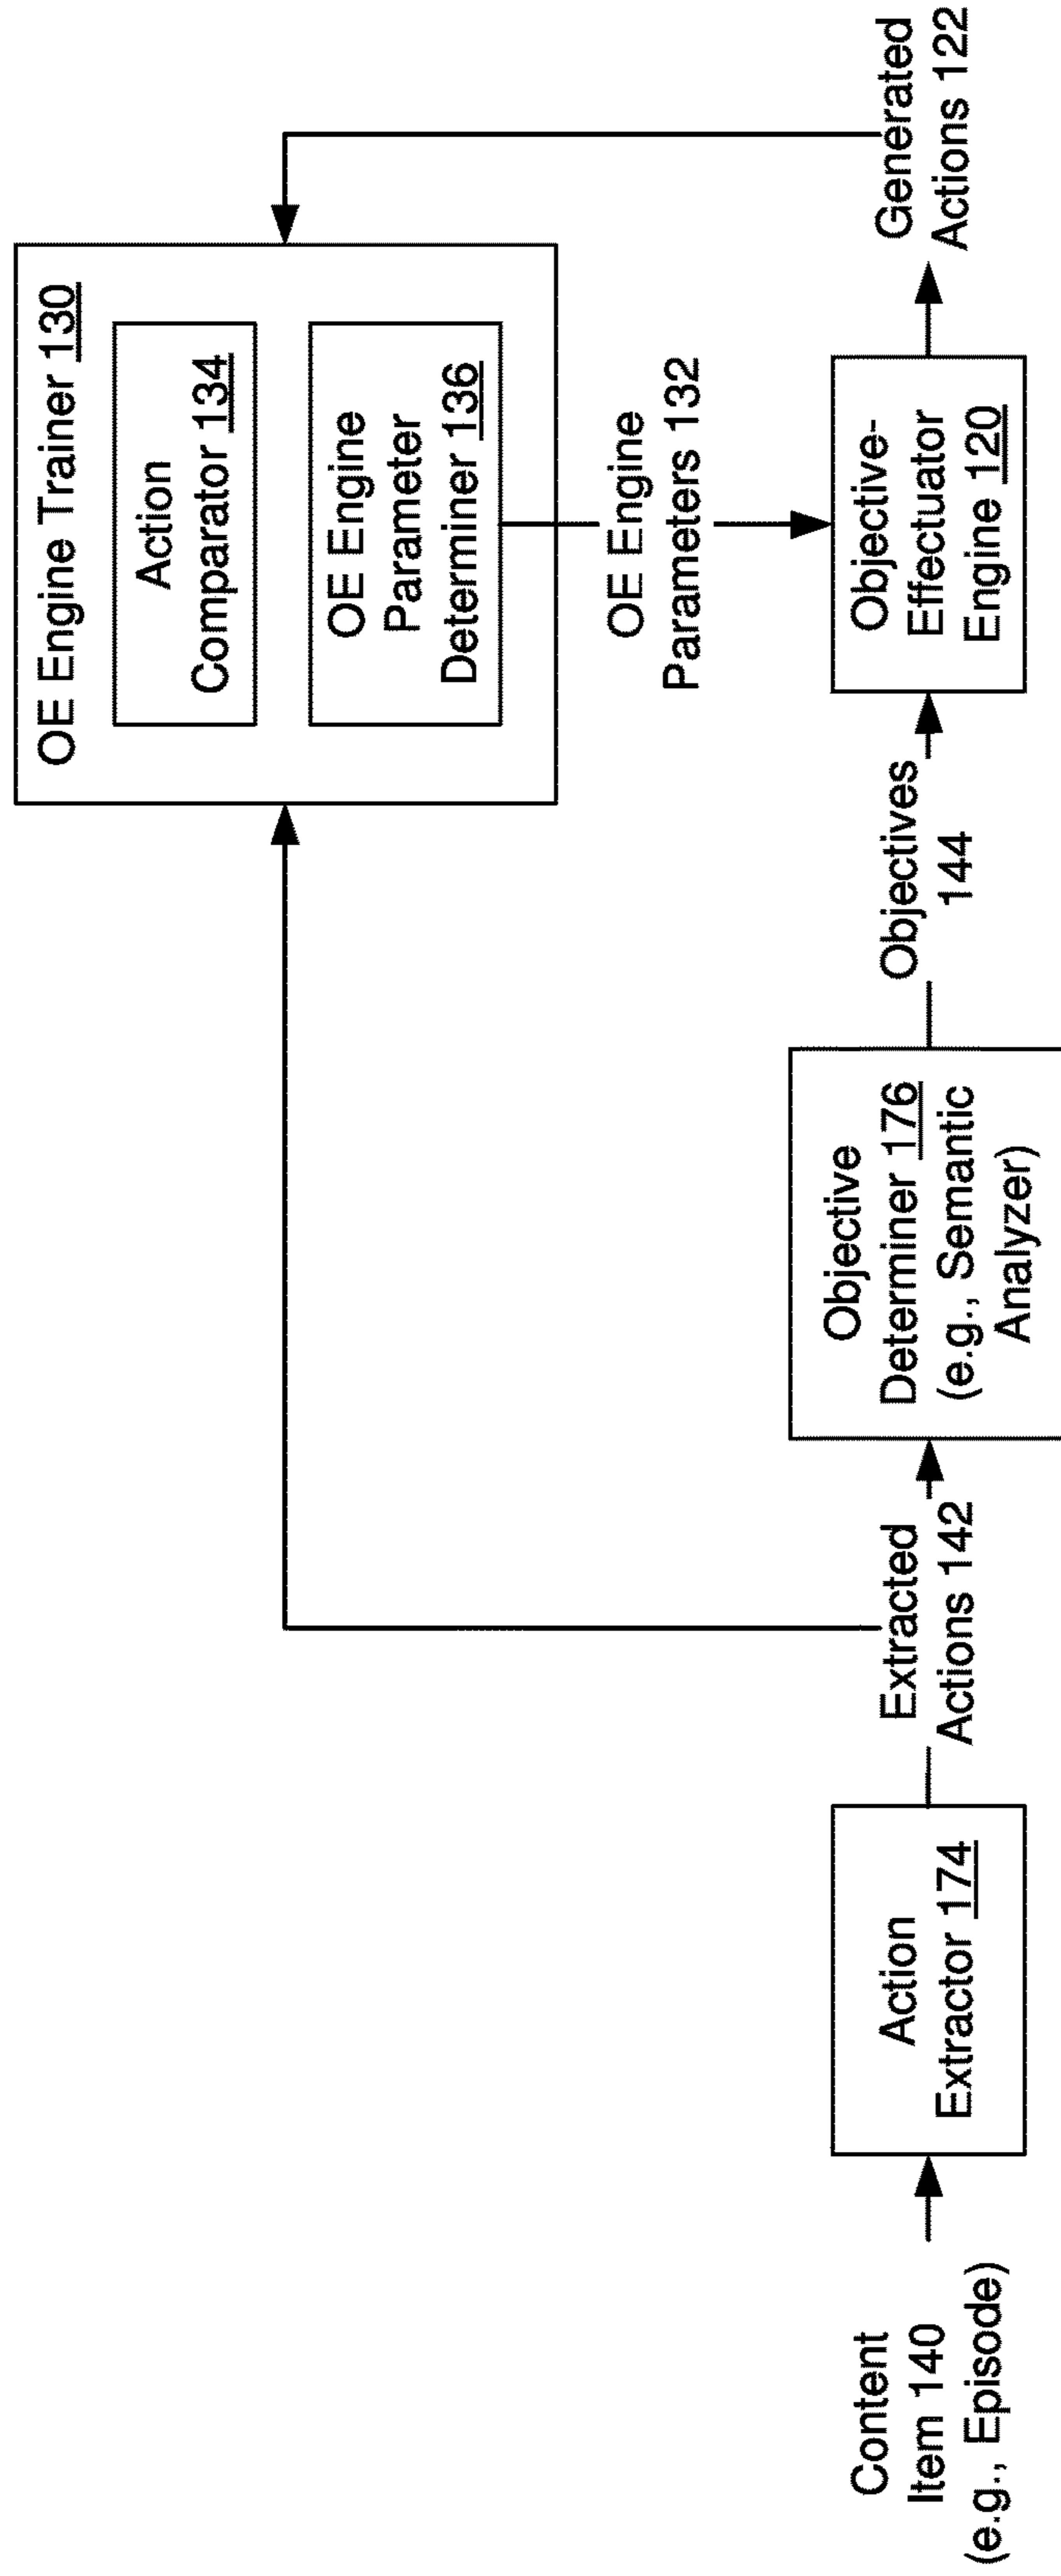 OE Engine Trainer 130
Action
Comparator 134
OE Engine
Parameter
Determiner 136
OE Engine
Parameters 132
Content
Item 140
(e.g., Episode)
Action
Extractor 174
Extracted
Actions 142
Objective
Determiner 176
(e.g., Semantic
Analyzer)
Objectives
144
Objective-
Effectuator
Engine 120
Generated
Actions 122